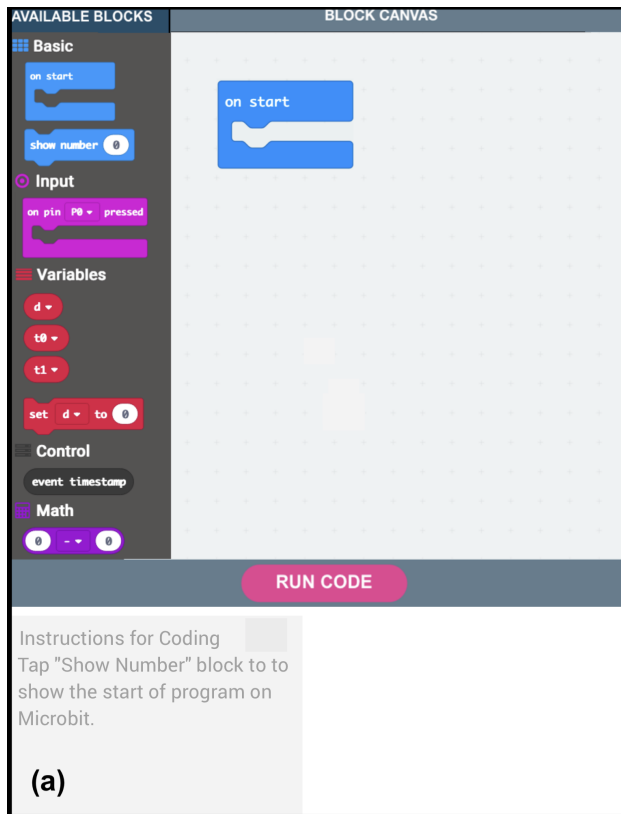 AVAILABLE BLOCKS
BLOCK CANVAS
Basic
on start
show number 0
Input
on pin P0 pressed
Variables
d
t0
t1
set d to 0
Control
event timestamp
Math
0 - 0
on start
RUN CODE
Instructions for Coding
Tap "Show Number" block to to
show the start of program on
Microbit.
(a)